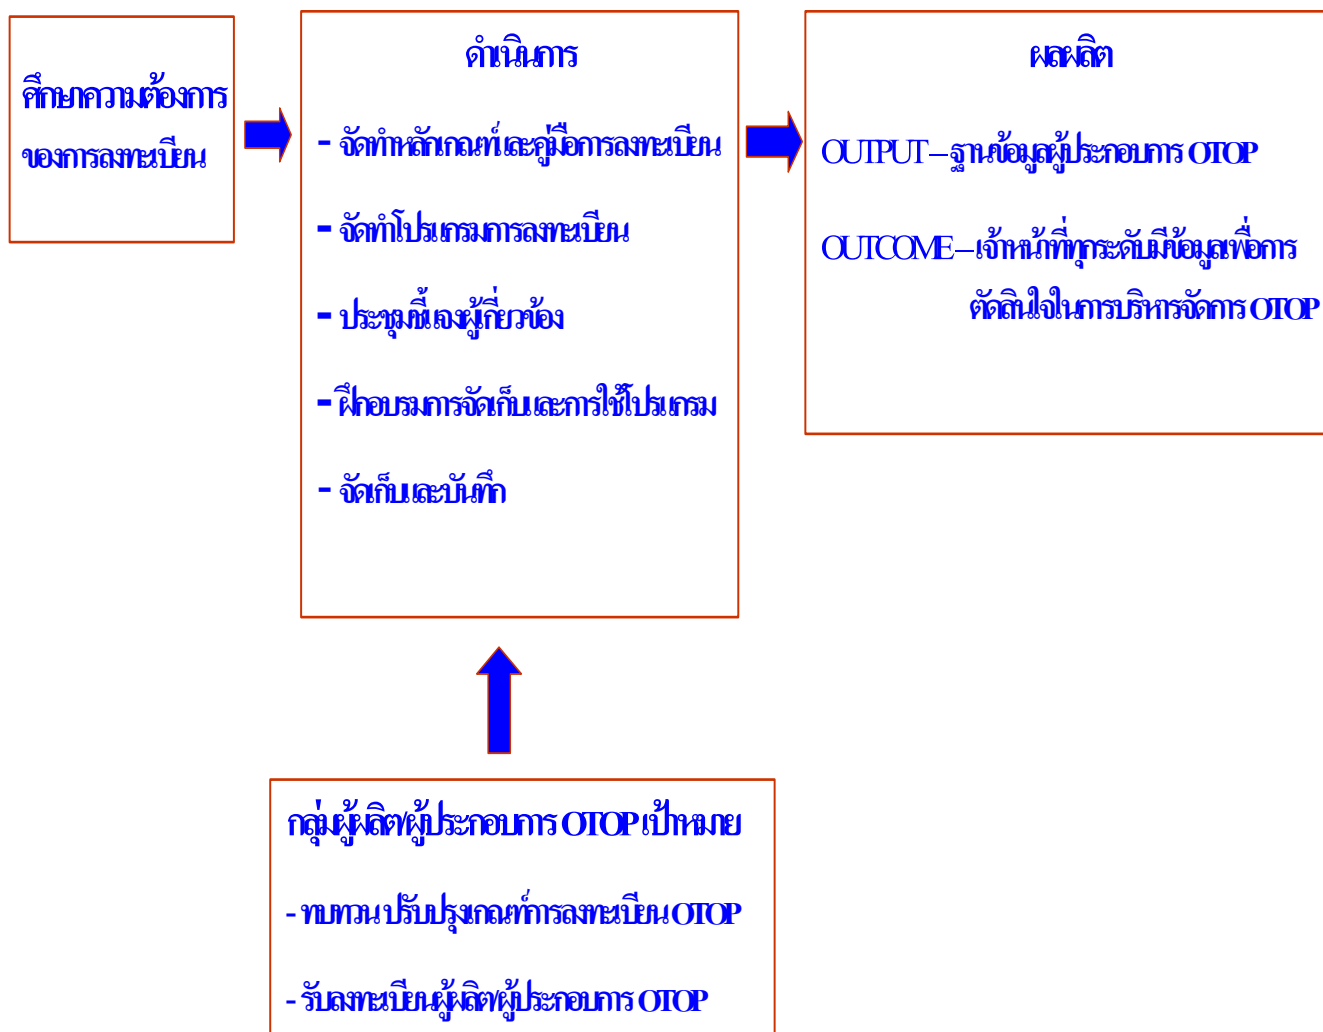 ศึกษาความต้องการ
ของการลงทะเบียน
ดำเนินการ
- จัดทำหลักเกณฑ์และคู่มือการลงทะเบียน
- จัดทำโปรแกรมการลงทะเบียน
- ประชุมชี้แจงผู้เกี่ยวข้อง
- ฝึกอบรมการจัดเก็บและการใช้โปรแกรม
- จัดเก็บและบันทึก
ผลผลิต
OUTPUT – ฐานข้อมูลผู้ประกอบการ OTOP
OUTCOME – เจ้าหน้าที่ทุกระดับมีข้อมูลเพื่อการ
ตัดสินใจในการบริหารจัดการ OTOP
กลุ่มผู้ผลิต/ผู้ประกอบการ OTOP เป้าหมาย
- ทบทวน ปรับปรุงเกณฑ์การลงทะเบียน OTOP
- รับลงทะเบียนผู้ผลิต/ผู้ประกอบการ OTOP